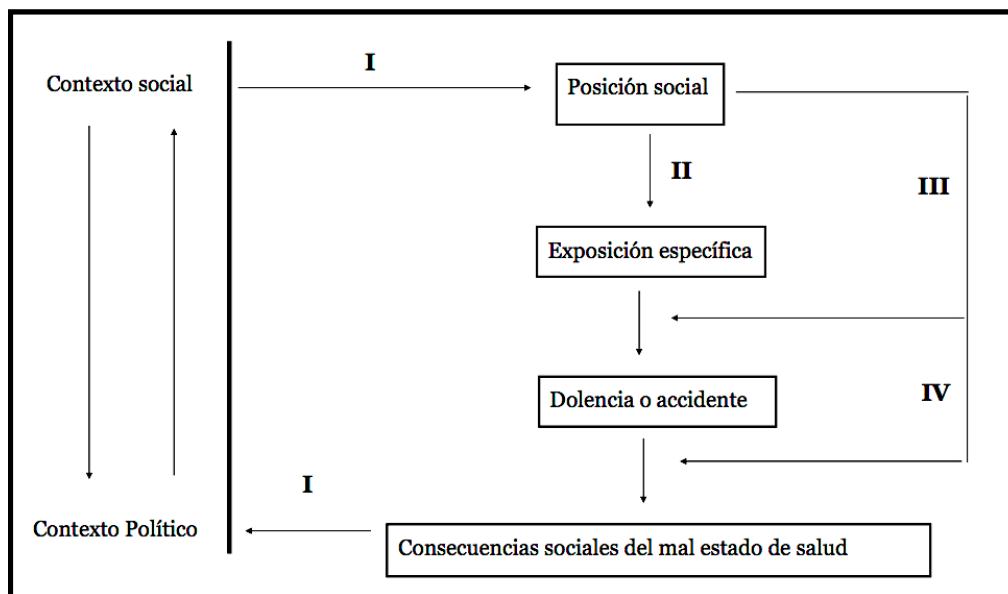 I
Contexto social
Posición social
II
III
Exposición específica
Dolencia o accidente
IV
I
Contexto Político
Consecuencias sociales del mal estado de salud